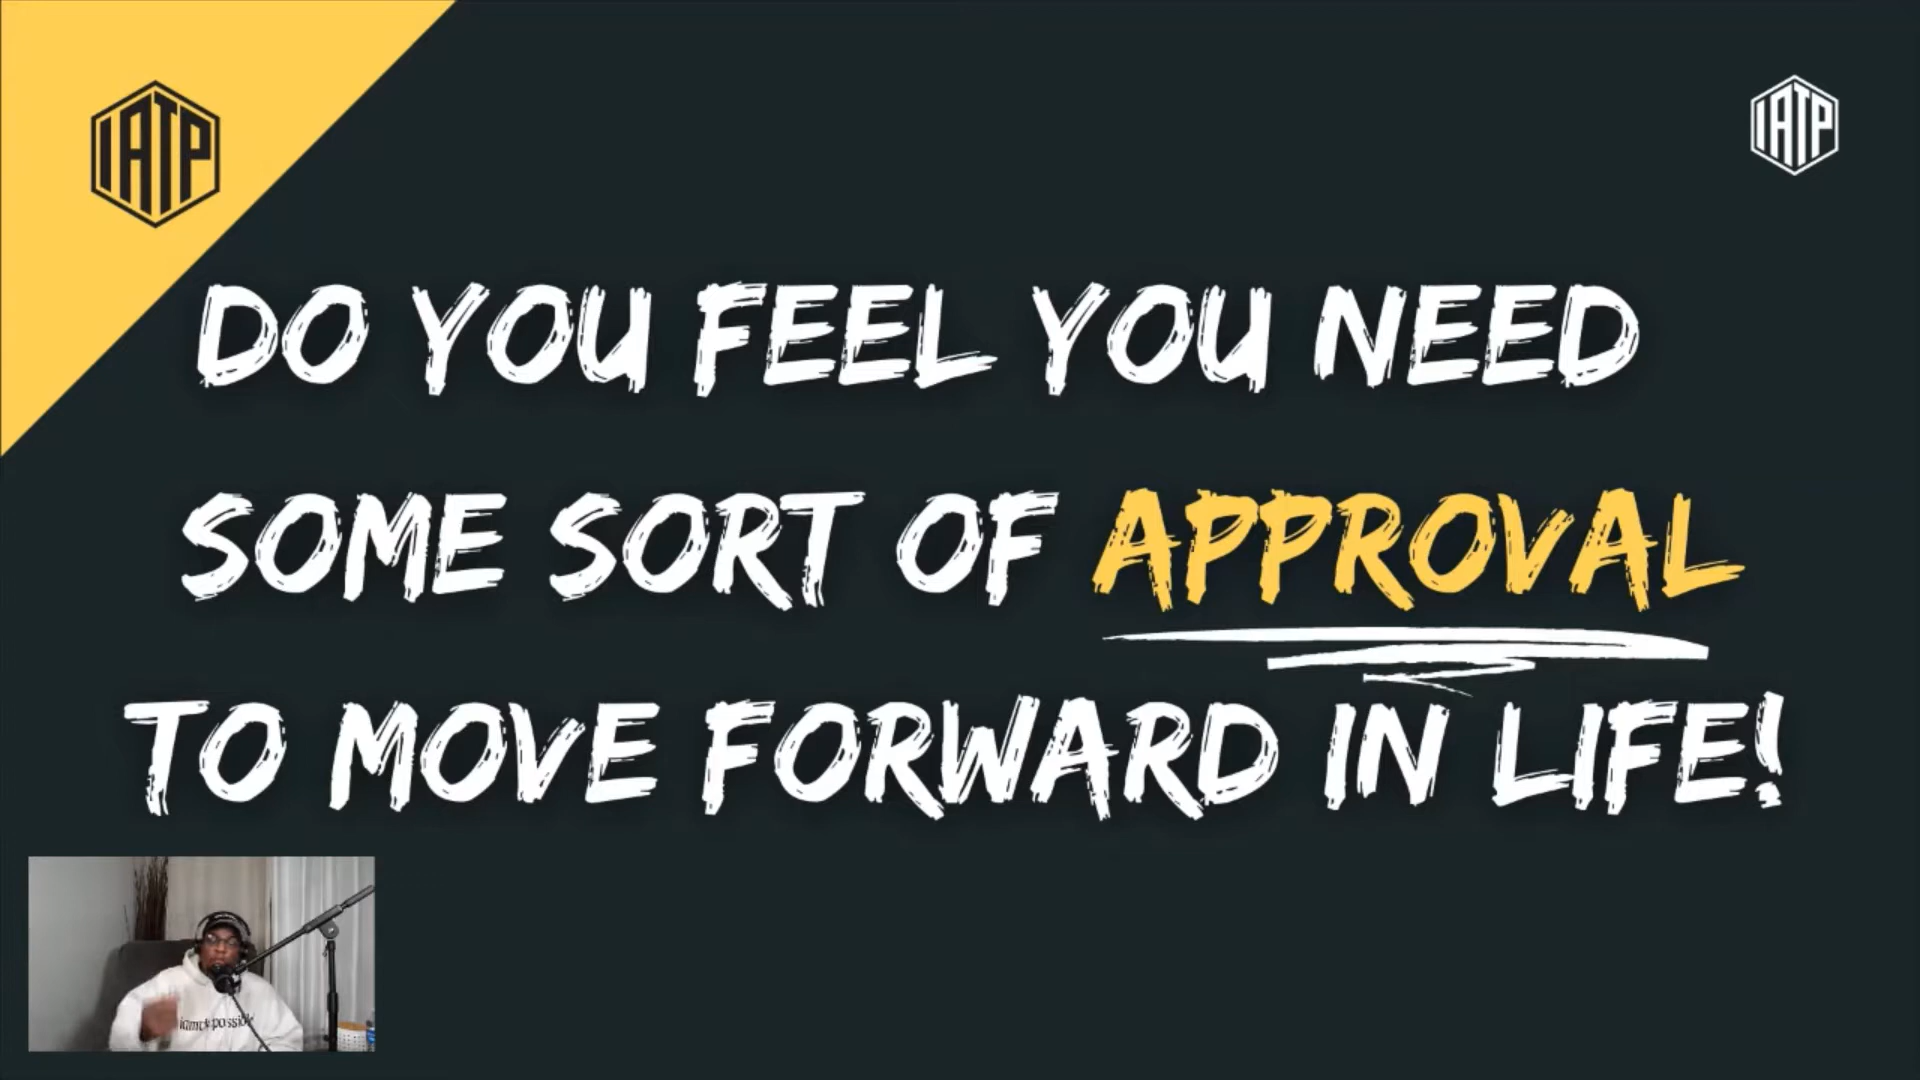 IATP
IATP
DO YOU FEEL YOU NEED
SOME SORT OF APPROVAL
TO MOVE FORWARD IN LIFE!